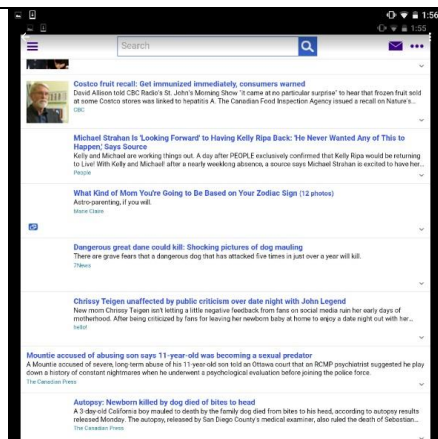 1:56
1:55
Search
Costco fruit recall: Get immunized immediately, consumers warned
David Allison told CBC Radio's St. John's Morning Show "it came at no particular surprise" to hear that frozen fruit sold
at some Costco stores was linked to hepatitis A. The Canadian Food Inspection Agency issued a recall on Nature's...
CBC
Michael Strahan Is 'Looking Forward' to Having Kelly Ripa Back: 'He Never Wanted Any of This to
Happen,' Says Source
Kelly and Michael are working things out. A day after PEOPLE exclusively confirmed that Kelly Ripa would be returning
to Live! With Kelly and Michael! after a nearly weeklong absence, a source says Michael Strahan is excited to have her...
People
What Kind of Mom You're Going to Be Based on Your Zodiac Sign (12 photos)
Astro-parenting, if you will.
Marie Claire
Dangerous great dane could kill: Shocking pictures of dog mauling
There are grave fears that a dangerous dog that has attacked five times in just over a year will kill.
7News
Chrissy Teigen unaffected by public criticism over date night with John Legend
New mom Chrissy Teigen isn't letting a little negative feedback from fans on social media ruin her early days of
motherhood. After being criticized by fans for leaving her newborn baby at home to enjoy a date night out with her...
hello!
Mountie accused of abusing son says 11-year-old was becoming a sexual predator
A Mountie accused of severe, long-term abuse of his 11-year-old son told an Ottawa court that an RCMP psychiatrist suggested he play
down a history of constant nightmares when he underwent a psychological evaluation before joining the police force.
The Canadian Press
Autopsy: Newborn killed by dog died of bites to head
A 3-day-old California boy mauled to death by the family dog died from bites to his head, according to autopsy results
released Monday. The autopsy, released by San Diego County's medical examiner, also ruled the death of Sebastian...
The Canadian Press